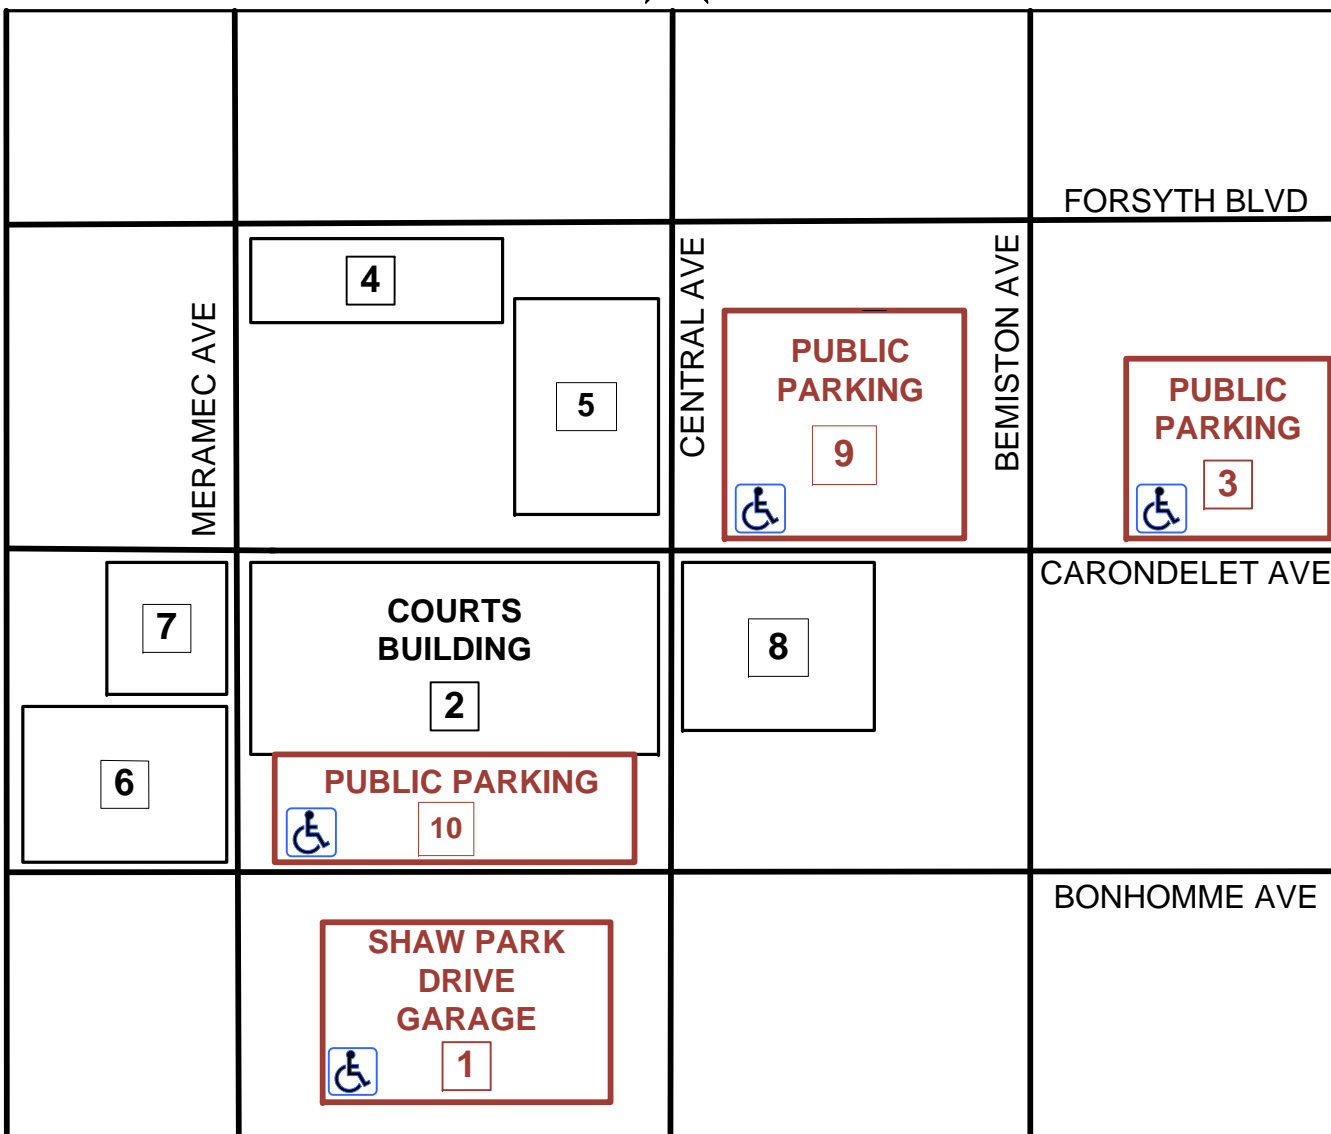 FORSYTH BLVD
MERAMEC AVE
4
5
CENTRAL AVE
PUBLIC
PARKING
9
BEMISTON AVE
PUBLIC
PARKING
3
CARONDELET AVE
7
COURTS
BUILDING
2
8
6
PUBLIC PARKING
10
BONHOMME AVE
SHAW PARK
DRIVE
GARAGE
1